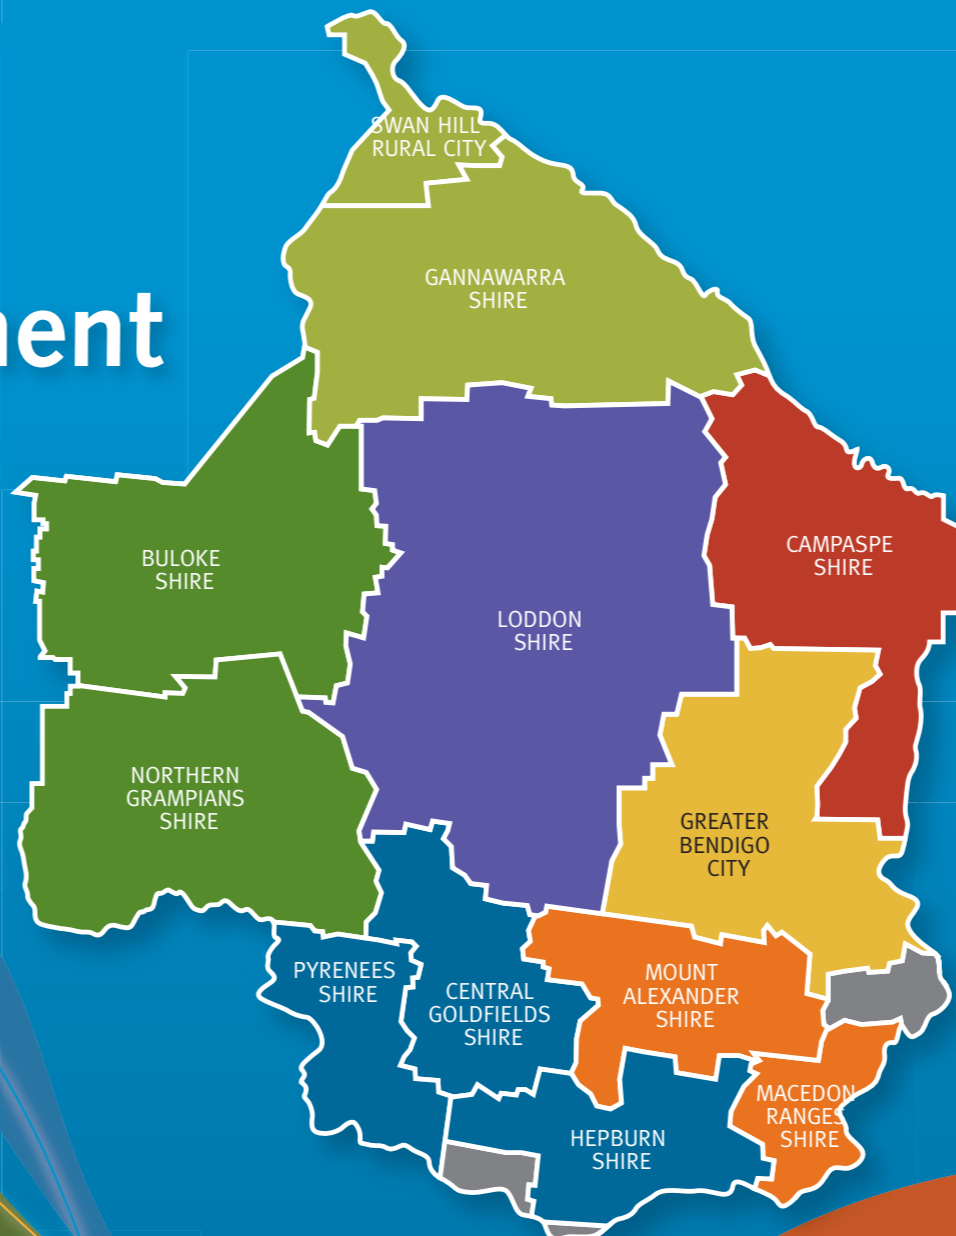 SWAN HILL
RURAL CITY
GANNAWARRA
SHIRE
BULOKE
SHIRE
CAMPASPE
SHIRE
LODDON
SHIRE
NORTHERN
GRAMPIANS
SHIRE
GREATER
BENDIGO
CITY
PYRENEES
SHIRE
CENTRAL
GOLDFIELDS
SHIRE
MOUNT
ALEXANDER
SHIRE
MACEDON
RANGES
SHIRE
HEPBURN
SHIRE